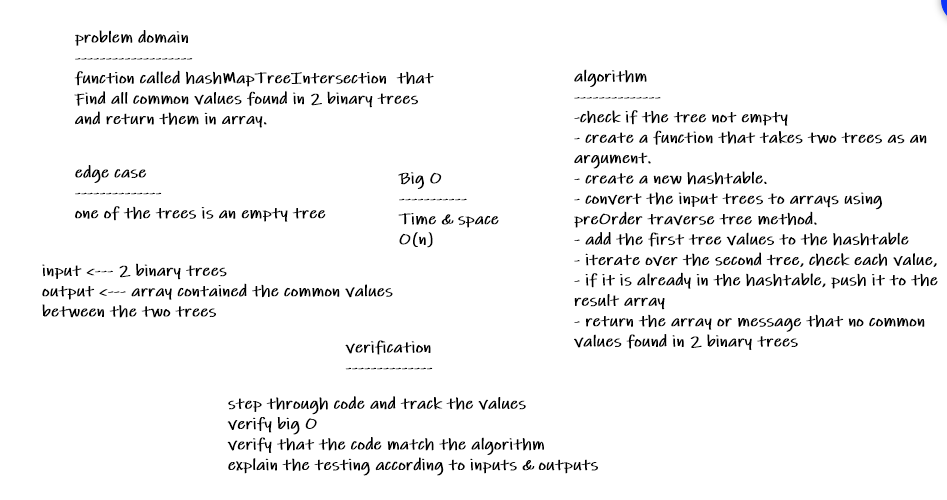 problem domain
--------------------
function called hashMapTreeIntersection that
Find all common values found in 2 binary trees
and return them in array.
edge case
---------------
one of the trees is an empty tree
Big O
------------
Time & space
O(n)
input <--- 2 binary trees
output <--- array contained the common values
between the two trees
verification
---------------
step through code and track the values
verify big O
verify that the code match the algorithm
explain the testing according to inputs & outputs
algorithm
---------------
-check if the tree not empty
- create a function that takes two trees as an
argument.
- create a new hashtable.
- convert the input trees to arrays using
preOrder traverse tree method.
- add the first tree values to the hashtable
- iterate over the second tree, check each value,
- if it is already in the hashtable, push it to the
result array
- return the array or message that no common
values found in 2 binary trees